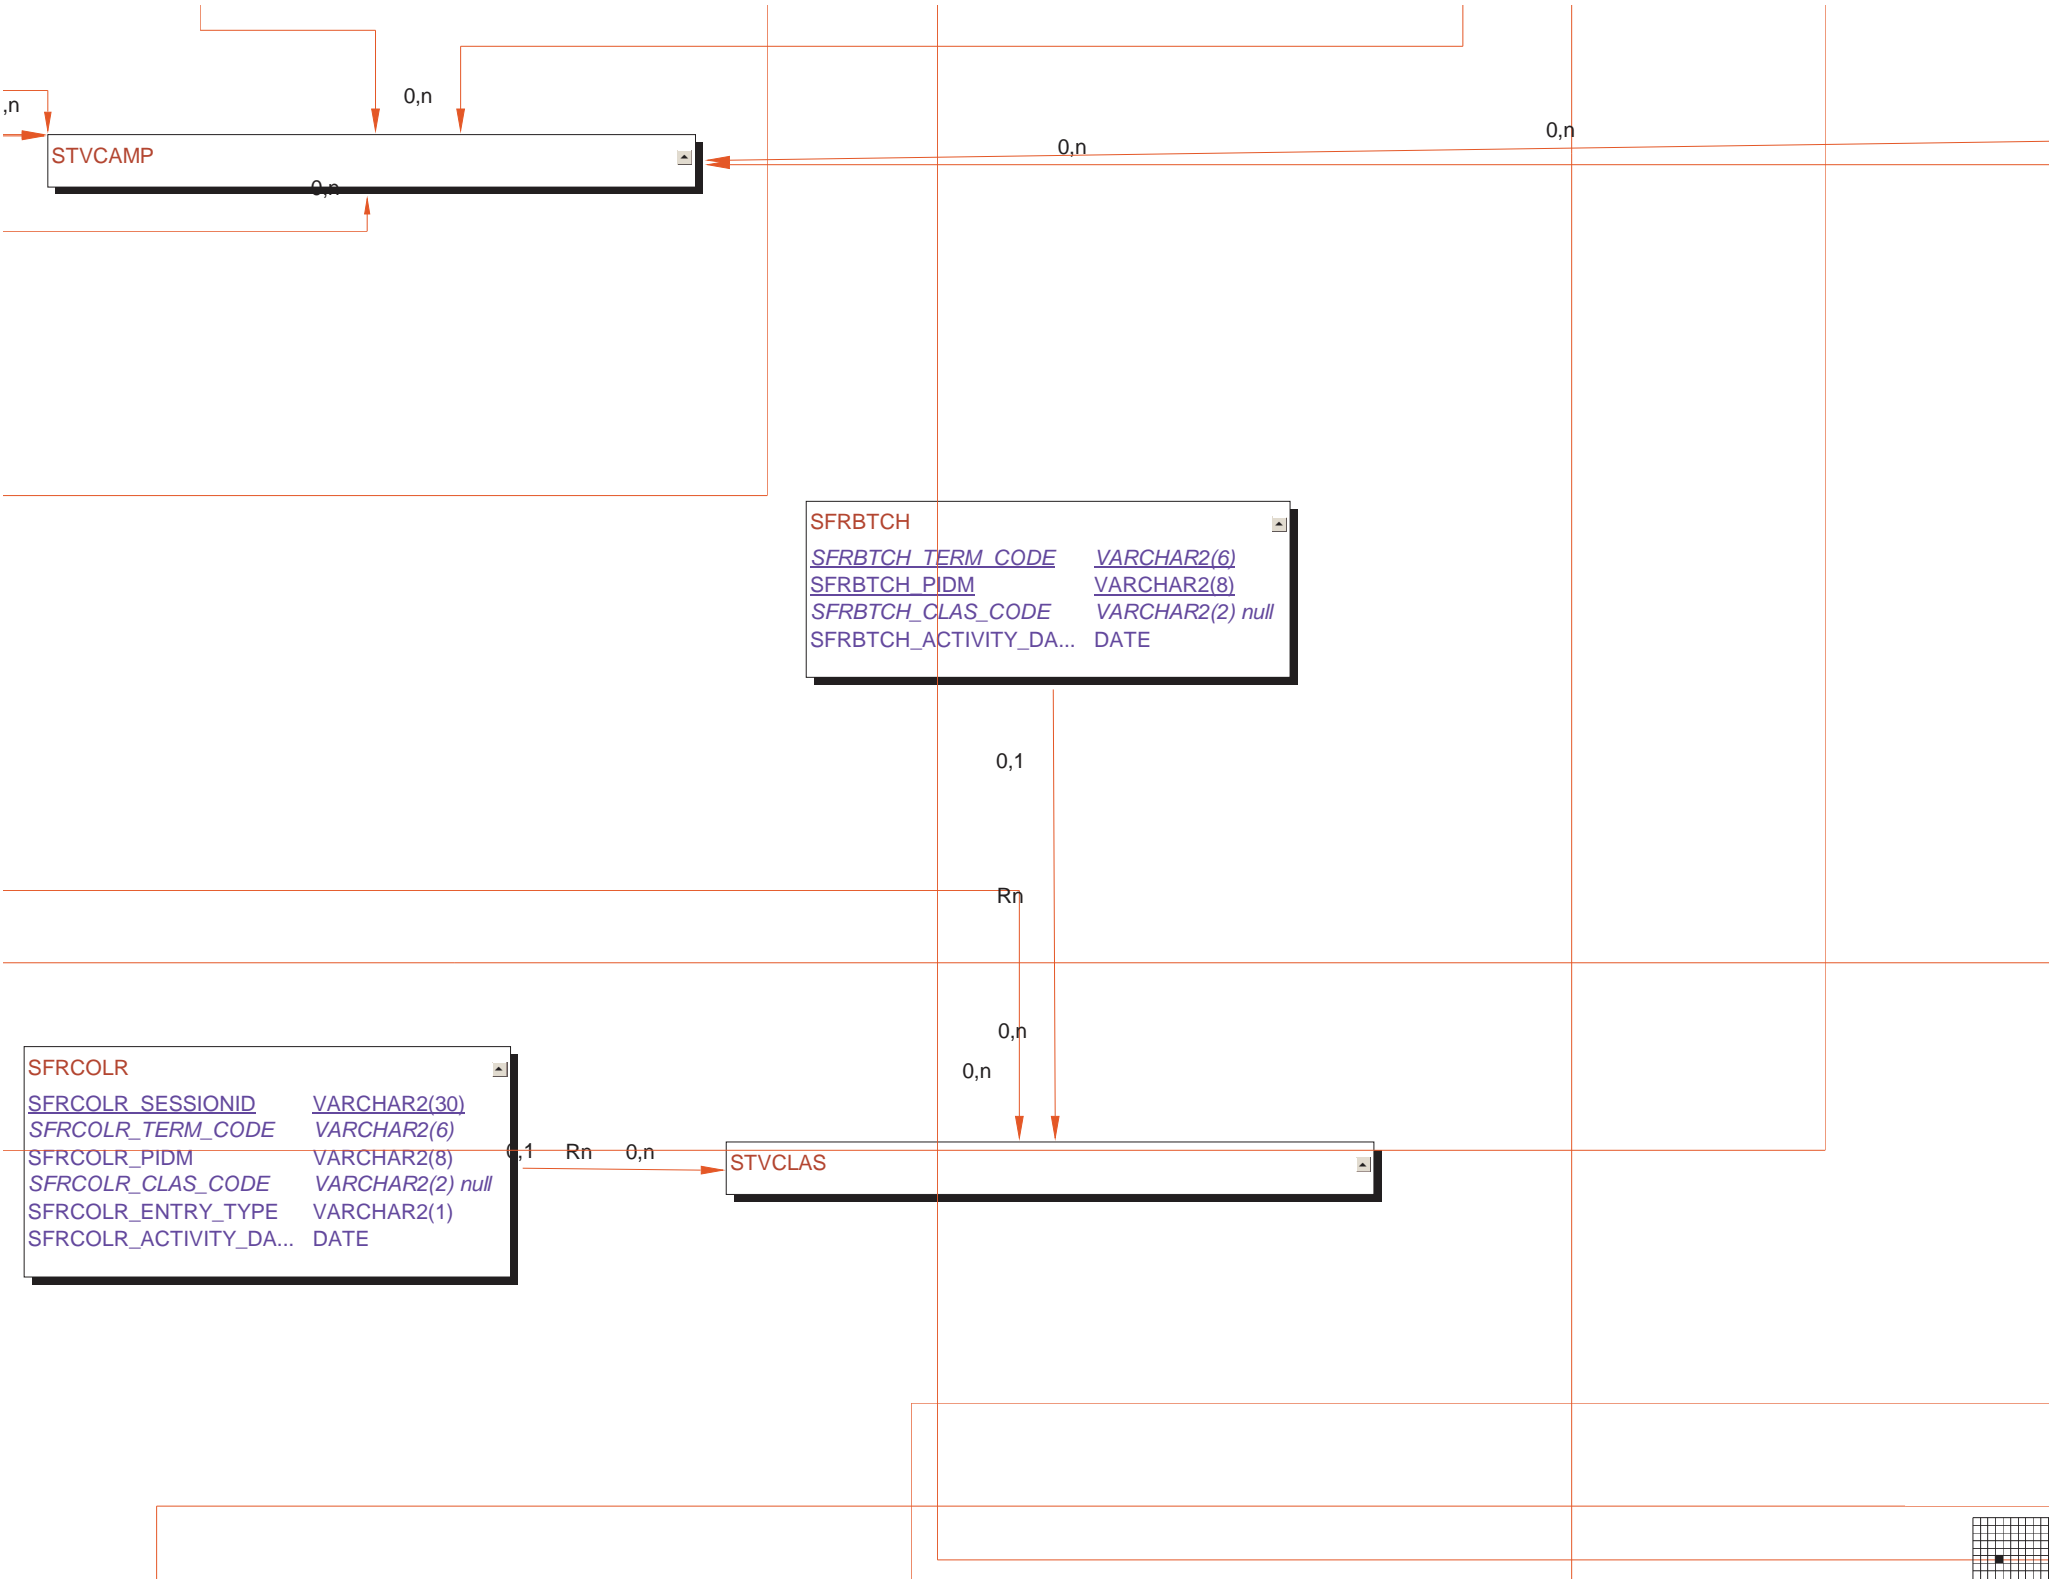 ,n
0,n
0,n
0,n
STVCAMP
0,n
SFRBTCH
SFRBTCH_TERM_CODE VARCHAR2(6)
SFRBTCH_PIDM VARCHAR2(8)
SFRBTCH_CLAS_CODE VARCHAR2(2) null
SFRBTCH_ACTIVITY_DA... DATE
0,1
Rn
0,n
0,n
SFRCOLR
SFRCOLR_SESSIONID VARCHAR2(30)
SFRCOLR_TERM_CODE VARCHAR2(6)
SFRCOLR_PIDM VARCHAR2(8)
SFRCOLR_CLAS_CODE VARCHAR2(2) null
SFRCOLR_ENTRY_TYPE VARCHAR2(1)
SFRCOLR_ACTIVITY_DA... DATE
0,1 Rn 0,n
STVCLAS